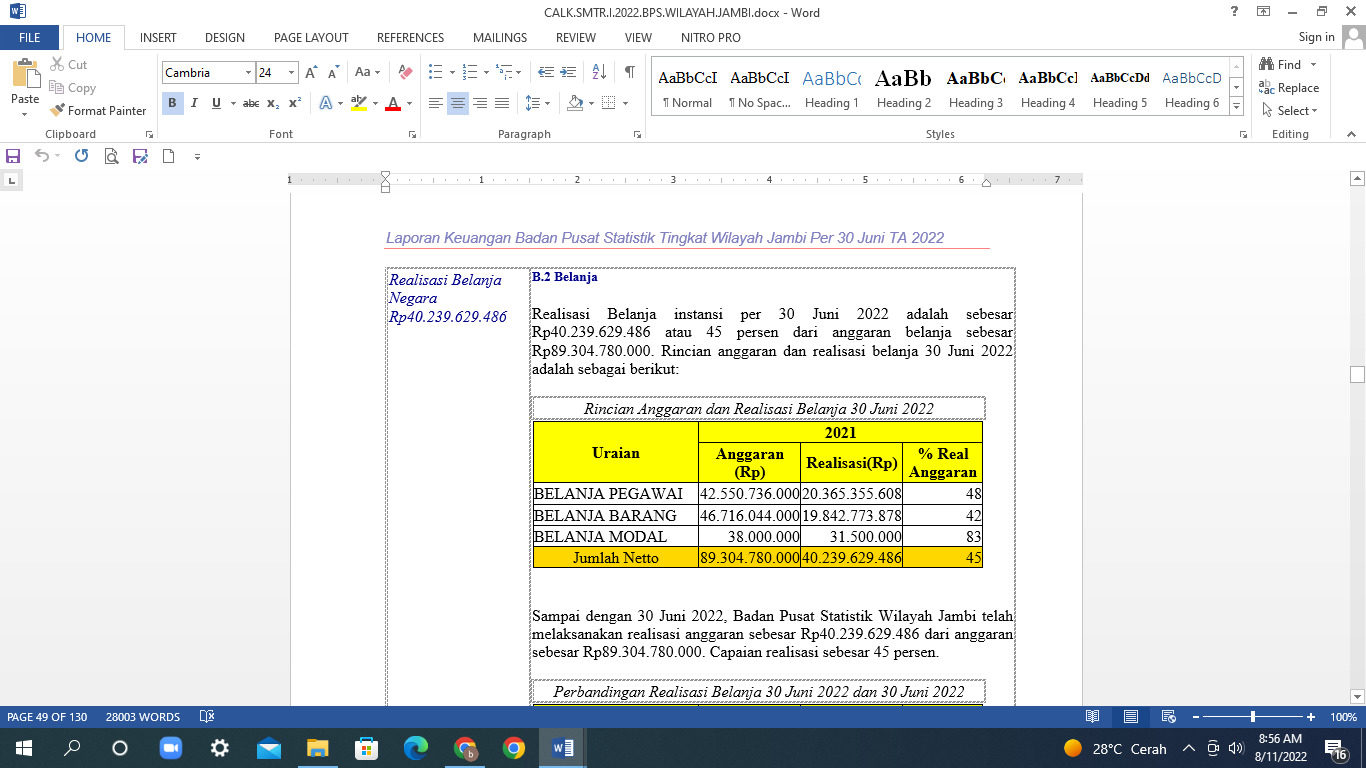 CALK.SMTR.I.2022.BPS.WILAYAH.JAMBI.docx - Word
FILE HOME INSERT DESIGN PAGE LAYOUT REFERENCES MAILINGS REVIEW VIEW NITRO PRO Sign in
Paste
Cut
Copy
Format Painter
Clipboard
Cambria 24
Font
Paragraph
AaBbCcI AaBbCcI AaBbCc AaBb AaBbCc AaBbCcI AaBbCcDd AaBbCcD
¶ Normal ¶ No Spac... Heading 1 Heading 2 Heading 3 Heading 4 Heading 5 Heading 6
Styles
Find
Replace
Select
Editing
1 1 2 3 4 5 6 7
Laporan Keuangan Badan Pusat Statistik Tingkat Wilayah Jambi Per 30 Juni TA 2022
Realisasi Belanja
Negara
Rp40.239.629.486
B.2 Belanja
Realisasi Belanja instansi per 30 Juni 2022 adalah sebesar
Rp40.239.629.486 atau 45 persen dari anggaran belanja sebesar
Rp89.304.780.000. Rincian anggaran dan realisasi belanja 30 Juni 2022
adalah sebagai berikut:
Rincian Anggaran dan Realisasi Belanja 30 Juni 2022
Uraian
2021
Anggaran
(Rp)
Realisasi(Rp)
% Real
Anggaran
BELANJA PEGAWAI 42.550.736.000 20.365.355.608 48
BELANJA BARANG 46.716.044.000 19.842.773.878 42
BELANJA MODAL 38.000.000 31.500.000 83
Jumlah Netto 89.304.780.000 40.239.629.486 45
Sampai dengan 30 Juni 2022, Badan Pusat Statistik Wilayah Jambi telah
melaksanakan realisasi anggaran sebesar Rp40.239.629.486 dari anggaran
sebesar Rp89.304.780.000. Capaian realisasi sebesar 45 persen.
Perbandingan Realisasi Belanja 30 Juni 2022 dan 30 Juni 2022
PAGE 49 OF 130 28003 WORDS 100%
28°C Cerah
8:56 AM
8/11/2022
16